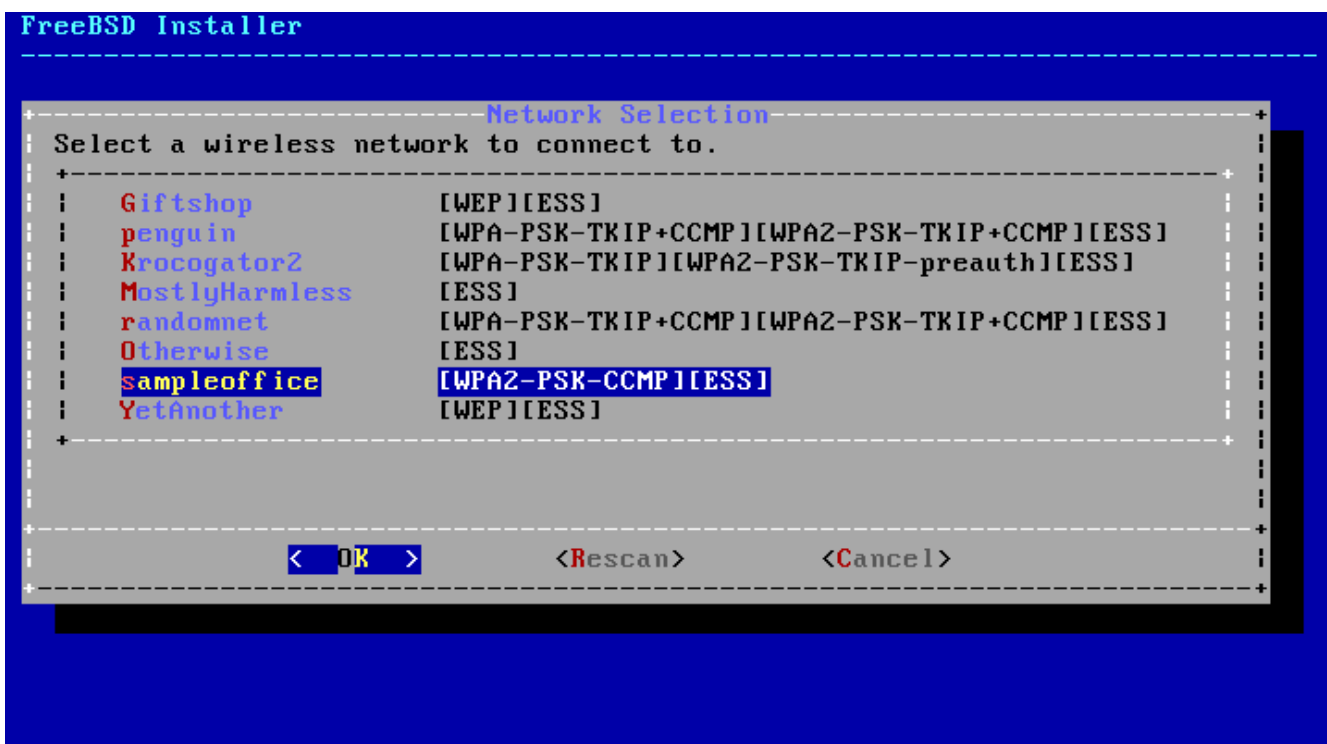 FreeBSD Installer
Network Selection
Select a wireless network to connect to.
Giftshop [WEP][ESS]
penguin [WPA-PSK-TKIP+CCMP][WPA2-PSK-TKIP+CCMP][ESS]
Krocogator2 [WPA-PSK-TKIP][WPA2-PSK-TKIP-preauth][ESS]
MostlyHarmless [ESS]
randomnet [WPA-PSK-TKIP+CCMP][WPA2-PSK-TKIP+CCMP][ESS]
Otherwise [ESS]
sampleoffice [WPA2-PSK-CCMP][ESS]
YetAnother [WEP][ESS]
< OK > <Rescan> <Cancel>